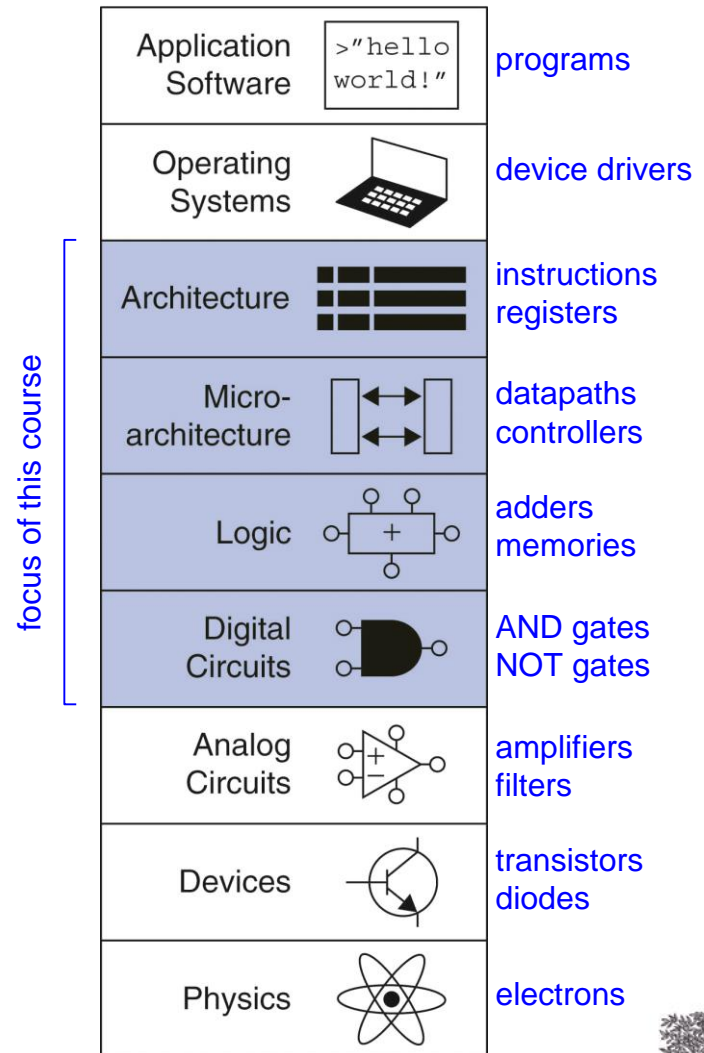 Application
Software
>"hello
world!"
programs
Operating
Systems
device drivers
focus of this course
Architecture
instructions
registers
Micro-
architecture
datapaths
controllers
Logic
+
adders
memories
Digital
Circuits
AND gates
NOT gates
Analog
Circuits
+
−
amplifiers
filters
Devices
transistors
diodes
Physics
electrons